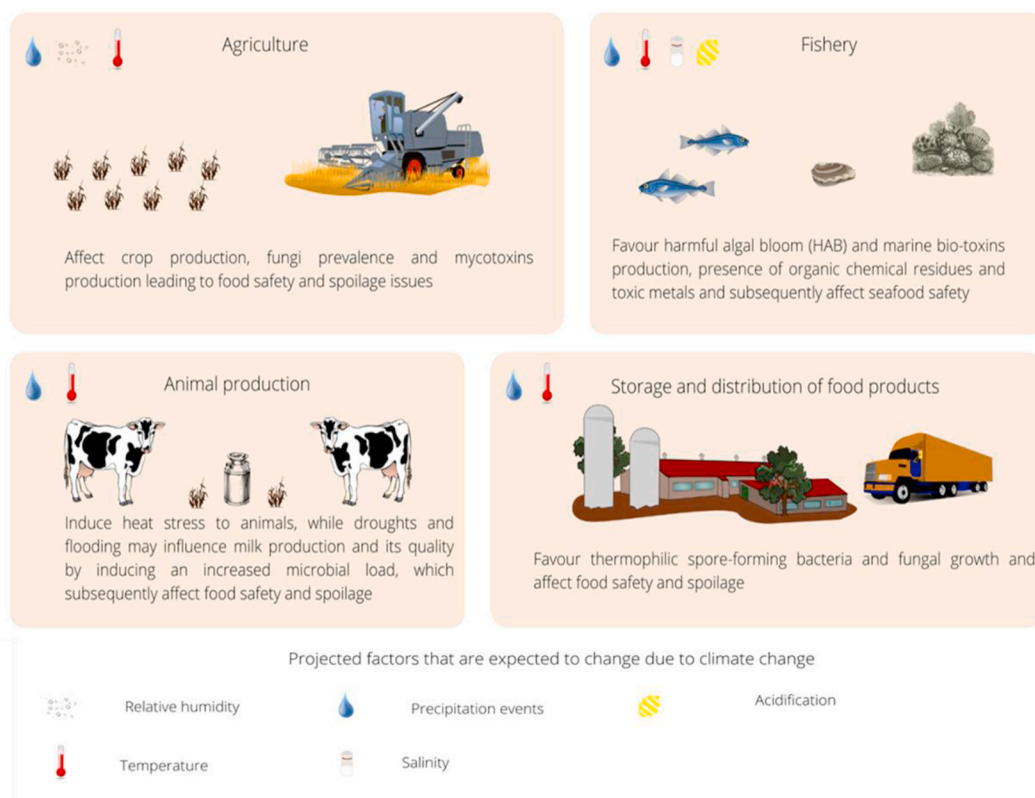 Agriculture
Affect crop production, fungi prevalence and mycotoxins
production leading to food safety and spoilage issues
Fishery
Favour harmful algal bloom (HAB) and marine bio-toxins
production, presence of organic chemical residues and
toxic metals and subsequently affect seafood safety
Animal production
Induce heat stress to animals, while droughts and
flooding may influence milk production and its quality
by inducing an increased microbial load, which
subsequently affect food safety and spoilage
Storage and distribution of food products
Favour thermophilic spore-forming bacteria and fungal growth and
affect food safety and spoilage
Projected factors that are expected to change due to climate change
Relative humidity
Precipitation events
Acidification
Temperature
Salinity